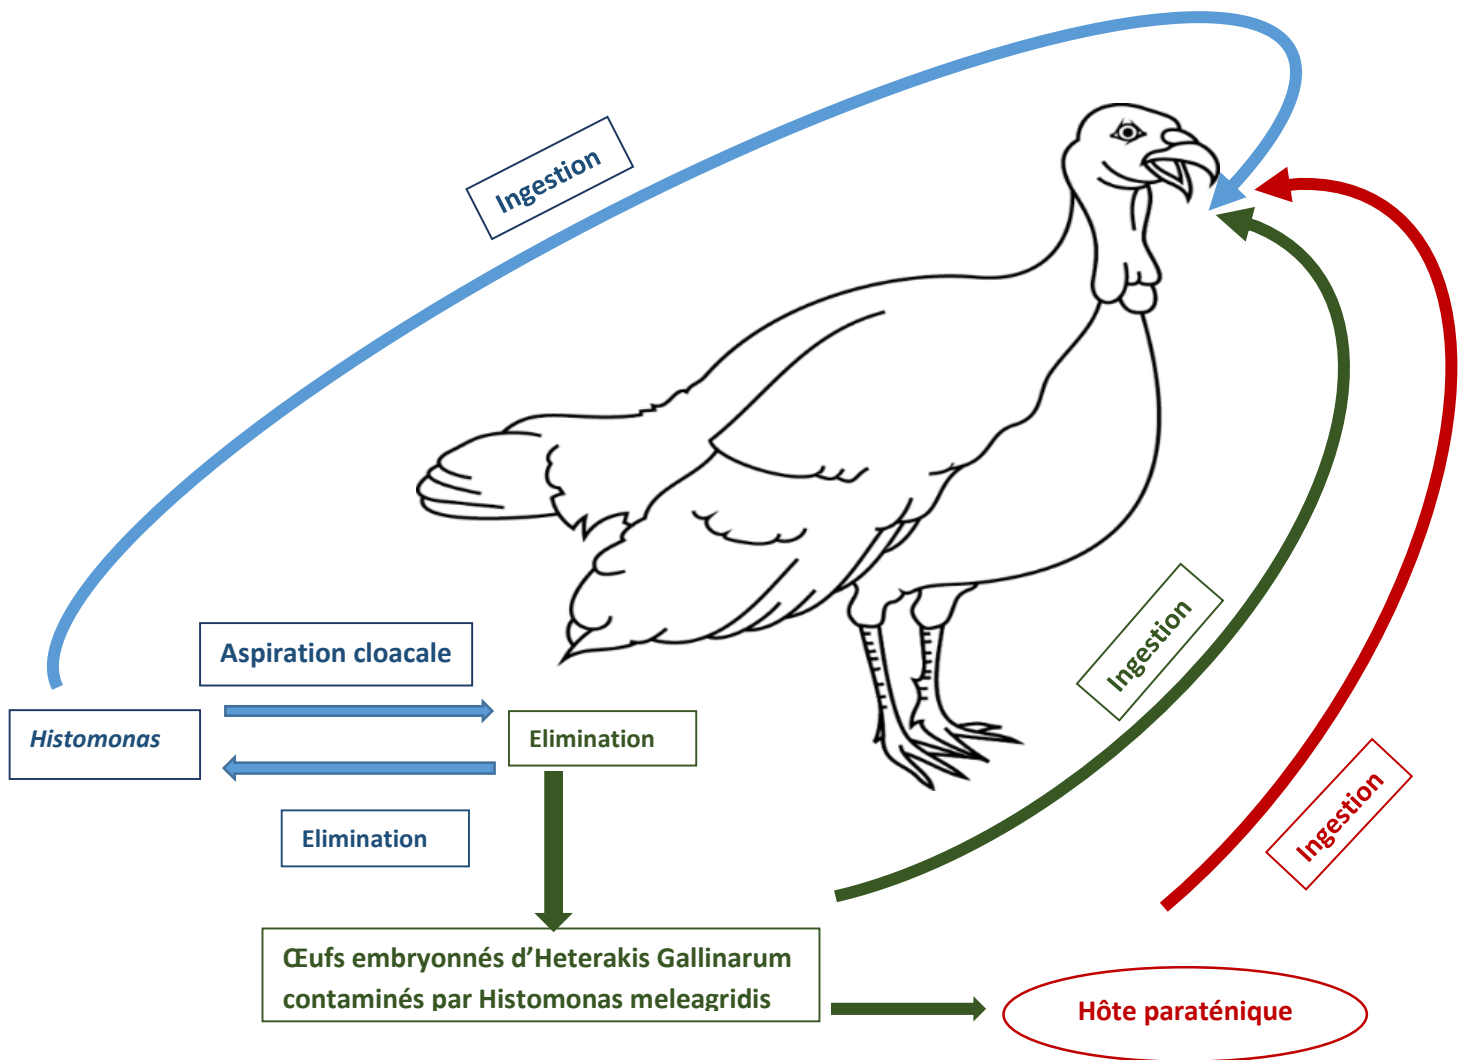 Ingestion
Aspiration cloacale
Histomonas
Elimination
Elimination
Ingestion
Ingestion
Œufs embryonnés d’Heterakis Gallinarum
contaminés par Histomonas meleagridis
Hôte paraténique